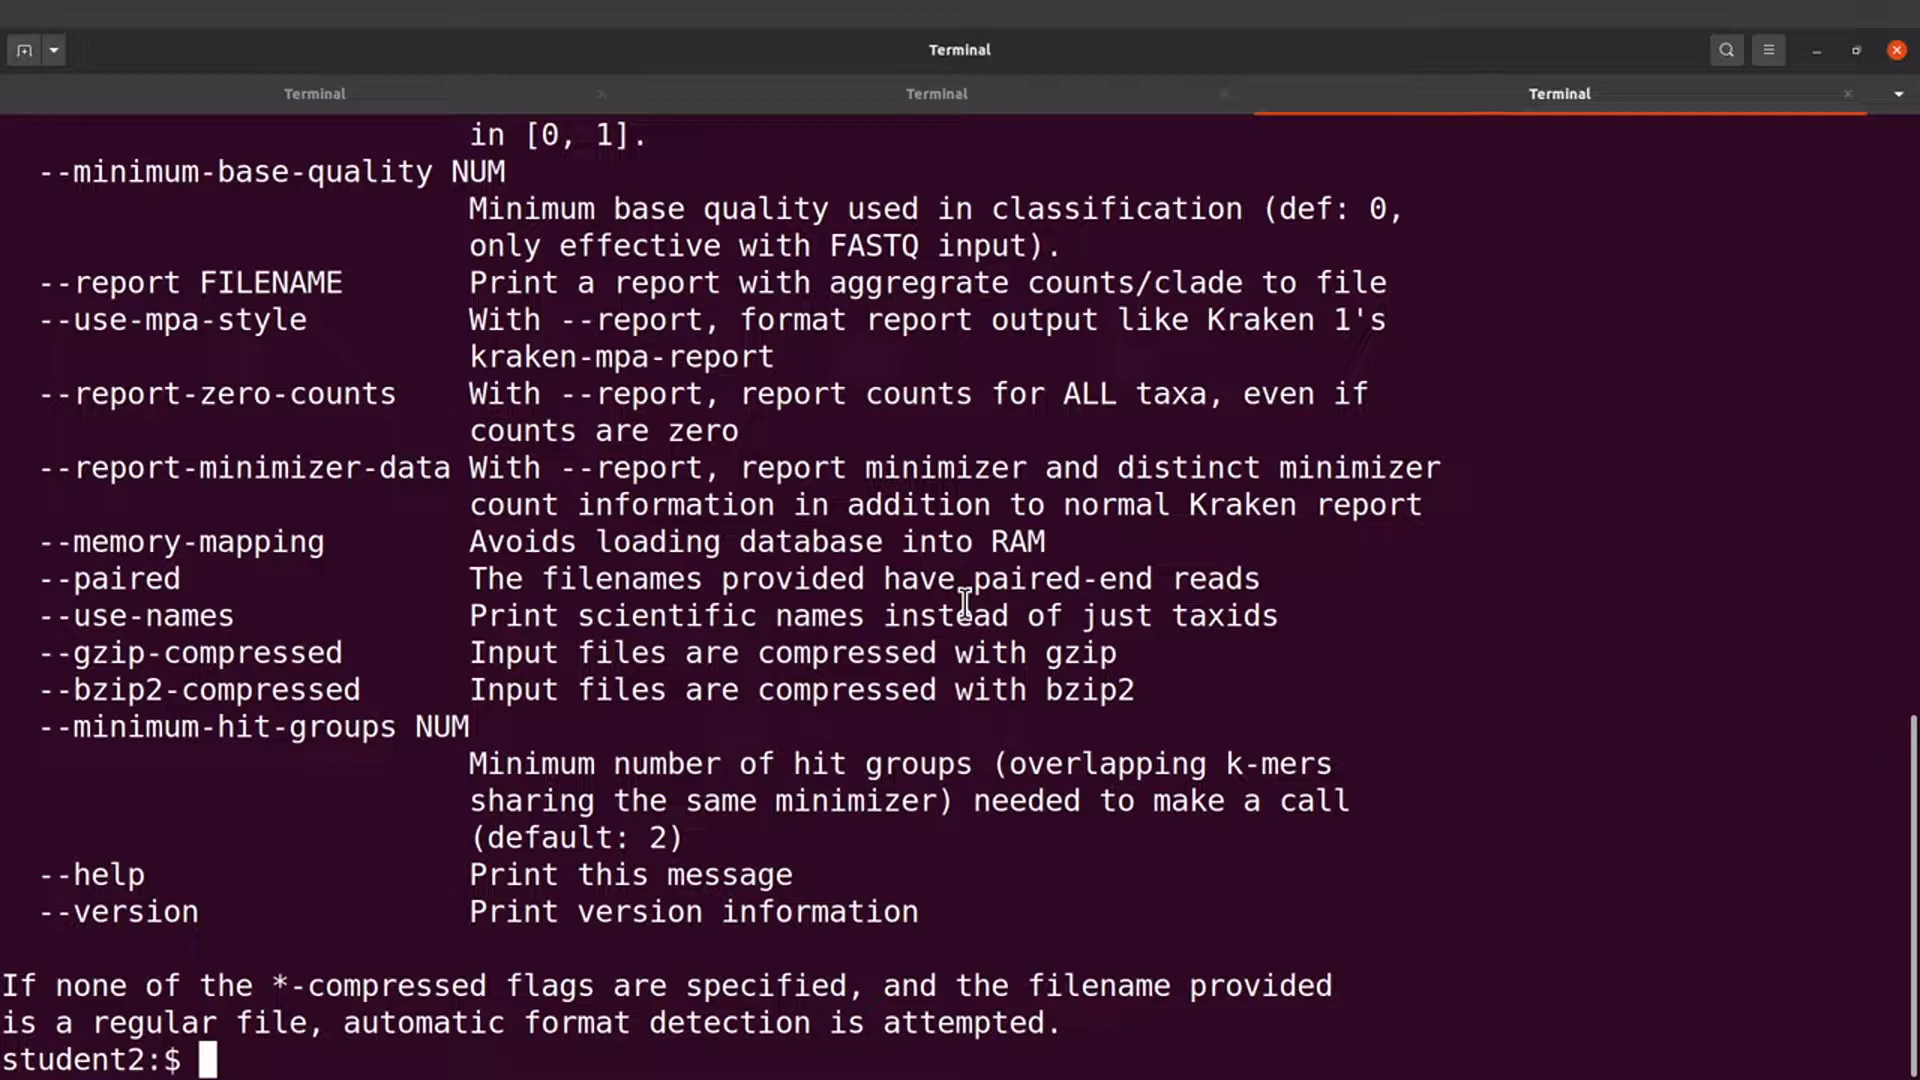 Terminal
Terminal
Terminal
Terminal
in [0, 1].
--minimum-base-quality NUM
Minimum base quality used in classification (def: 0,
only effective with FASTQ input).
--report FILENAME Print a report with aggregrate counts/clade to file
--use-mpa-style With --report, format report output like Kraken 1's
kraken-mpa-report
--report-zero-counts With --report, report counts for ALL taxa, even if
counts are zero
--report-minimizer-data With --report, report minimizer and distinct minimizer
count information in addition to normal Kraken report
--memory-mapping Avoids loading database into RAM
--paired The filenames provided have paired-end reads
--use-names Print scientific names instead of just taxids
--gzip-compressed Input files are compressed with gzip
--bzip2-compressed Input files are compressed with bzip2
--minimum-hit-groups NUM
Minimum number of hit groups (overlapping k-mers
sharing the same minimizer) needed to make a call
(default: 2)
--help Print this message
--version Print version information
If none of the *-compressed flags are specified, and the filename provided
is a regular file, automatic format detection is attempted.
student2:$